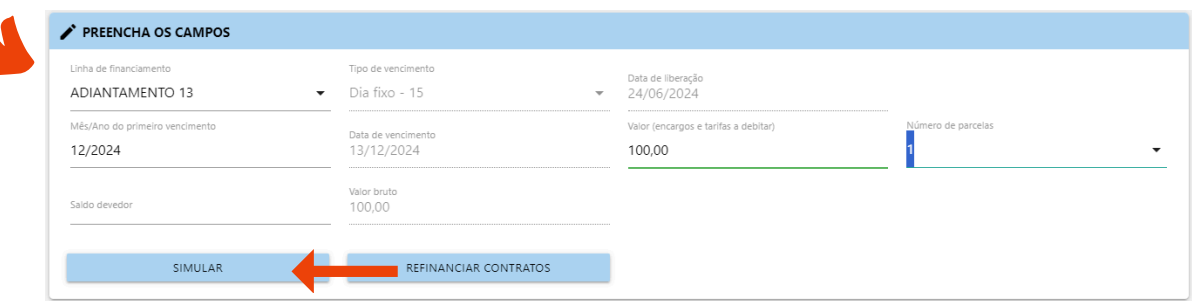 PREENCHA OS CAMPOS
Linha de financiamento
ADIANTAMENTO 13
Tipo de vencimento
Dia fixo - 15
Data de liberação
24/06/2024
Mês/Ano do primeiro vencimento
12/2024
Data de vencimento
13/12/2024
Valor (encargos e tarifas a debitar)
100,00
Número de parcelas
1
Saldo devedor
Valor bruto
100,00
SIMULAR
REFINANCIAR CONTRATOS